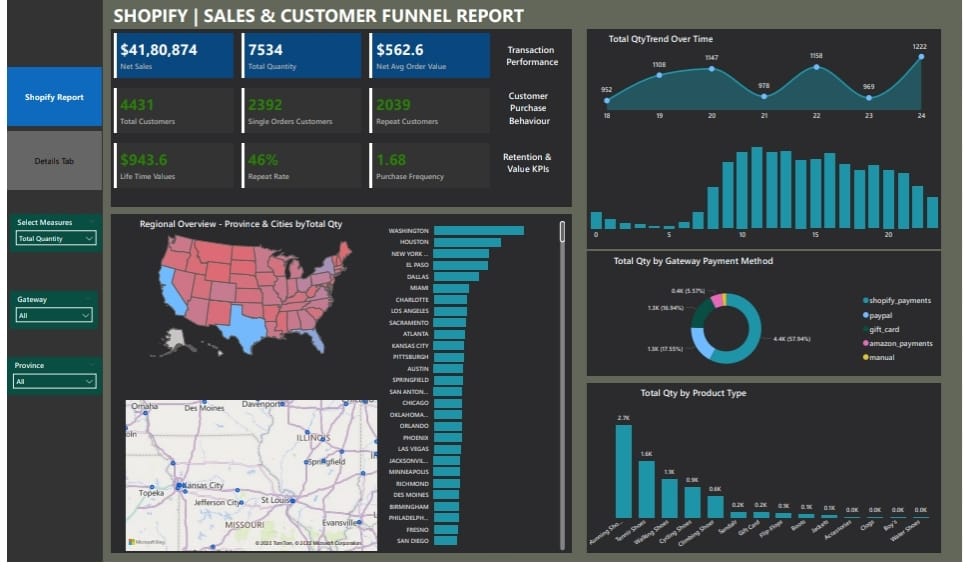 SHOPIFY | SALES & CUSTOMER FUNNEL REPORT
Shopify Report
Details Tab
Select Measures
Total Quantity
Gateway
All
Province
All
$41,80,874
Net Sales
7534
Total Quantity
$562.6
Net Avg Order Value
Transaction
Performance
4431
Total Customers
2392
Single Orders Customers
2039
Repeat Customers
Customer
Purchase
Behaviour
$943.6
Life Time Values
46%
Repeat Rate
1.68
Purchase Frequency
Retention &
Value KPIs
Regional Overview - Province & Cities byTotal Qty
WASHINGTON
HOUSTON
NEW YORK ...
EL PASO
DALLAS
MIAMI
CHARLOTTE
LOS ANGELES
SACRAMENTO
ATLANTA
KANSAS CITY
PITTSBURGH
AUSTIN
SPRINGFIELD
SAN ANTON...
CHICAGO
OKLAHOMA...
ORLANDO
PHOENIX
LAS VEGAS
JACKSONVIL...
MINNEAPOLIS
RICHMOND
DES MOINES
BIRMINGHAM
PHILADELPH...
FRESNO
SAN DIEGO
Omaha
Des Moines
Davenport
ILLINOIS
Springfield
Kansas City
Topeka
Jefferson City
St Louis
MISSOURI
Evansville
Microsoft Bing
Total QtyTrend Over Time
952 1108 1147 978 1158 969 1222
18 19 20 21 22 23 24
0 5 10 15 20
Total Qty by Gateway Payment Method
0.4K (5.57%)
1.3K (16.94%)
1.3K (17.55%)
4.4K (57.94%)
shopify_payments
paypal
gift_card
amazon_payments
manual
Total Qty by Product Type
2.7K 1.6K 1.1K 0.9K 0.6K 0.2K 0.2K 0.1K 0.1K 0.1K 0.0K 0.0K 0.0K 0.0K
Running Sho... Tennis Shoes Walking Shoes Cycling Shoes Climbing Shoes Sandals Gift Card Flip-Flops Boots Jackets Accessories Clogs Boy's Water Shoes